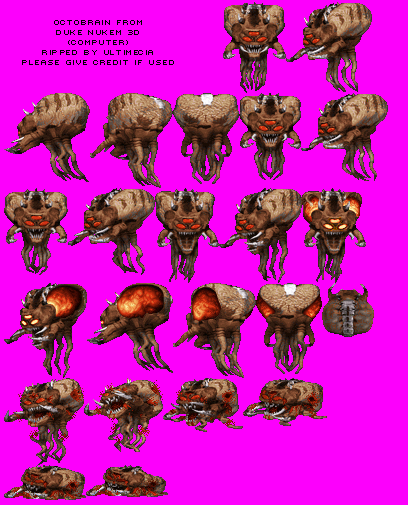 OCTOBRAIN FROM
DUKE NUKEM 3D
(COMPUTER)
RIPPED BY ULTIMECIA
PLEASE GIVE CREDIT IF USED